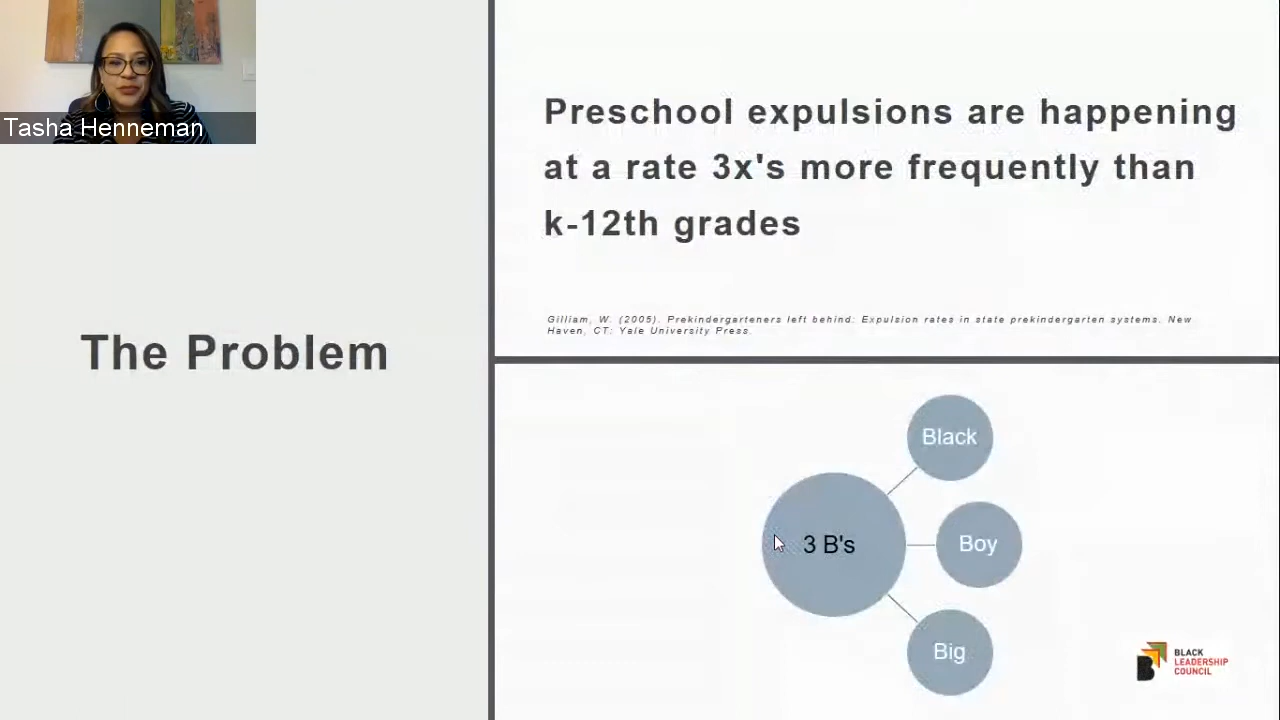 Tasha Henneman
The Problem
Preschool expulsions are happening
at a rate 3x's more frequently than
k-12th grades
Gilliam, W. (2005). Prekindergarteners left behind: Expulsion rates in state prekindergarten systems. New
Haven, CT: Yale University Press.
3 B's
Black
Boy
Big
B
BLACK
LEADERSHIP
COUNCIL